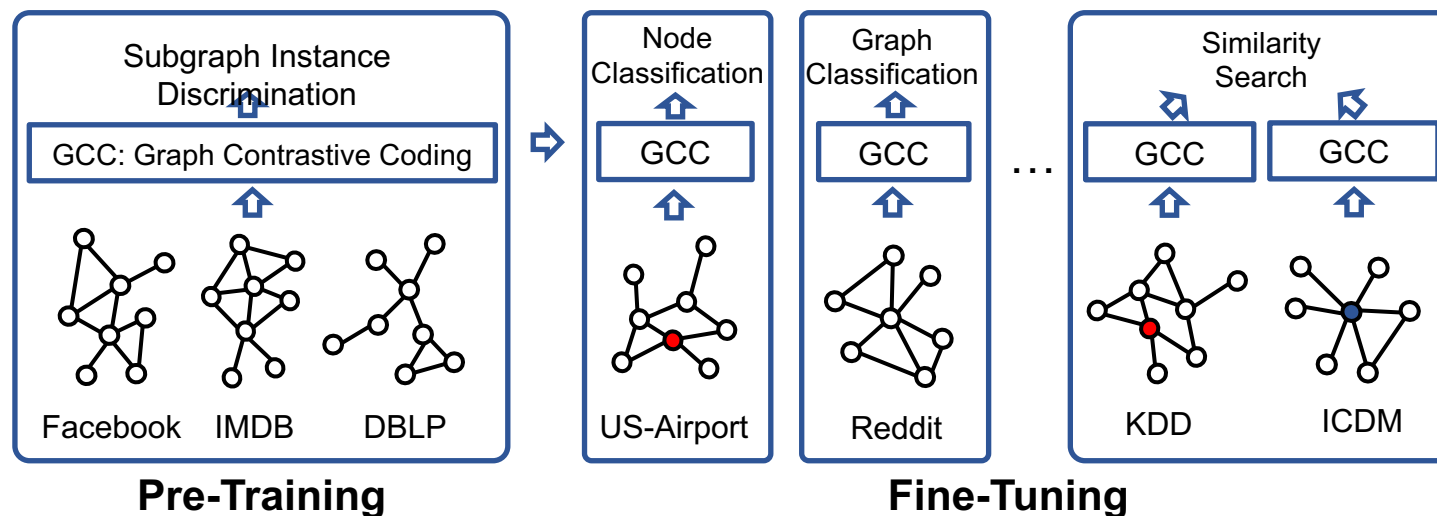 Subgraph Instance
Discrimination
GCC: Graph Contrastive Coding
Facebook
IMDB
DBLP
Pre-Training
Node
Classification
GCC
US-Airport
Graph
Classification
GCC
Reddit
...
Similarity
Search
GCC
GCC
KDD
ICDM
Fine-Tuning